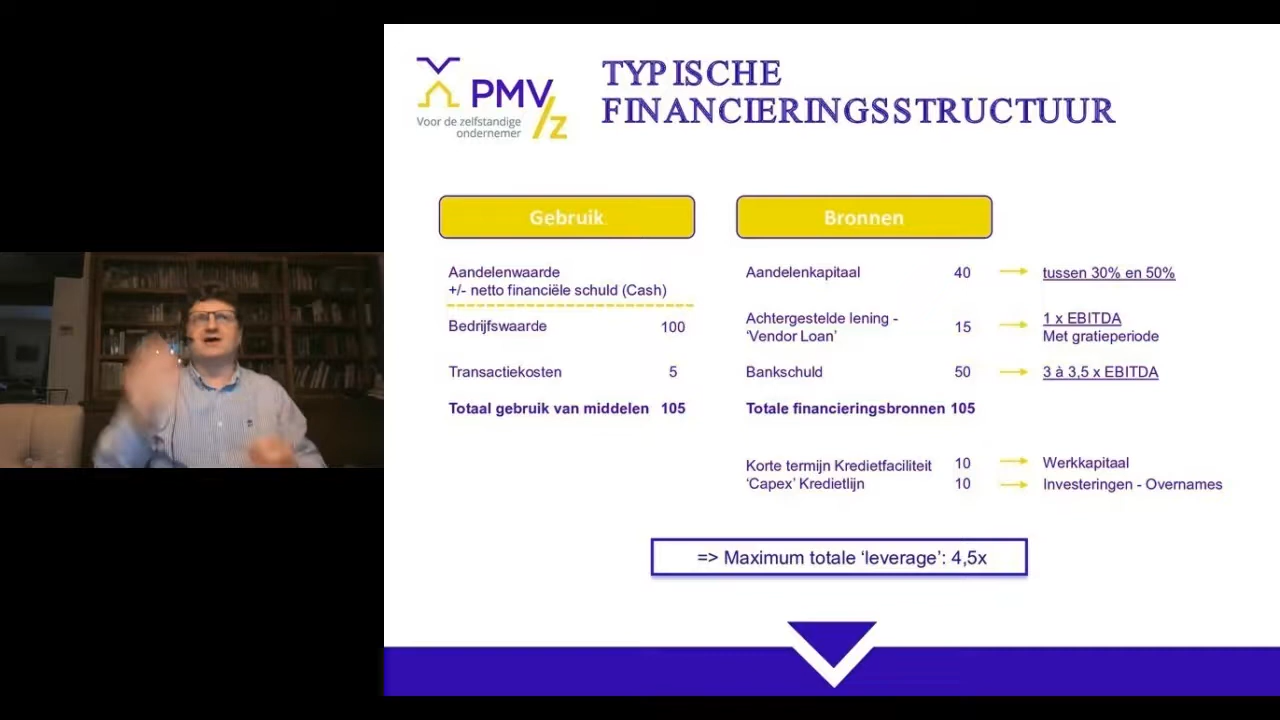 PMV
/z
Voor de zelfstandige
ondernemer
TYPISCHE
FINANCIERINGSSTRUCTUUR
Gebruik.
Bronnen
Aandelenwaarde
+/- netto financiële schuld (Cash)
Bedrijfswaarde 100
Transactiekosten 5
Totaal gebruik van middelen 105
Aandelenkapitaal 40 tussen 30% en 50%
Achtergestelde lening - 1 x EBITDA
'Vendor Loan' 15 Met gratieperiode
Bankschuld 50 3 à 3,5 x EBITDA
Totale financieringsbronnen 105
Korte termijn Kredietfaciliteit 10 Werkkapitaal
'Capex' Kredietlijn 10 Investeringen - Overnames
=> Maximum totale 'leverage': 4,5x